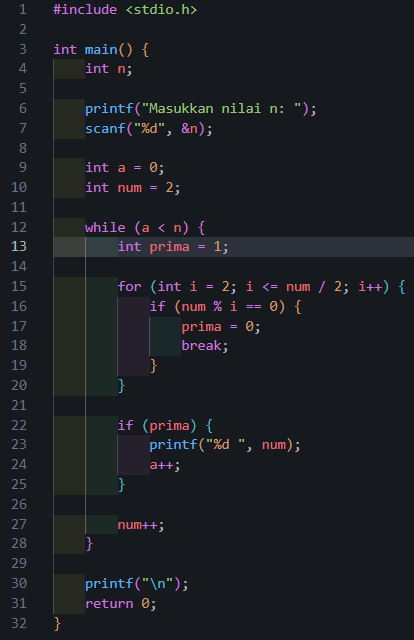 1 #include <stdio.h>
2
3 int main() {
4     int n;
5
6     printf("Masukkan nilai n: ");
7     scanf("%d", &n);
8
9     int a = 0;
10     int num = 2;
11
12     while (a < n) {
13         int prima = 1;
14
15         for (int i = 2; i <= num / 2; i++) {
16             if (num % i == 0) {
17                 prima = 0;
18                 break;
19             }
20         }
21
22         if (prima) {
23             printf("%d ", num);
24             a++;
25         }
26
27         num++;
28     }
29
30     printf("\n");
31     return 0;
32 }